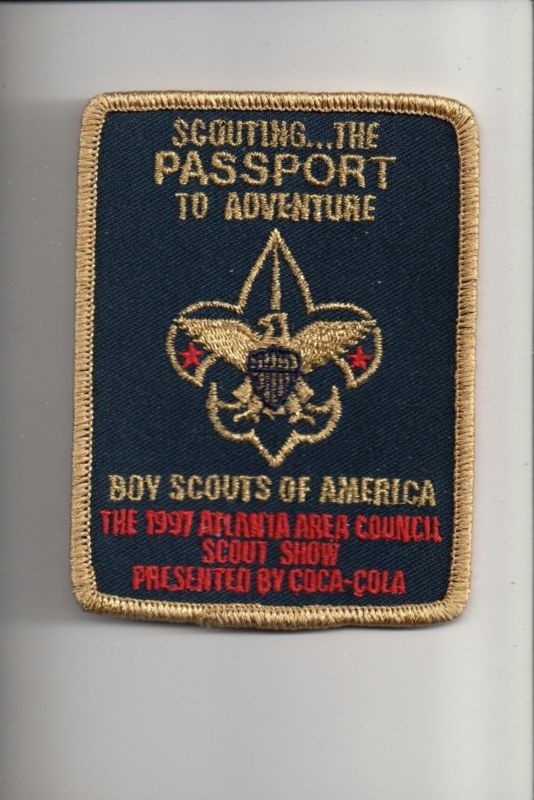 SCOUTING...THE
PASSPORT
TO ADVENTURE
BOY SCOUTS OF AMERICA
THE 1997 ATLANTA AREA COUNCIL
SCOUT SHOW
PRESENTED BY COCA-COLA